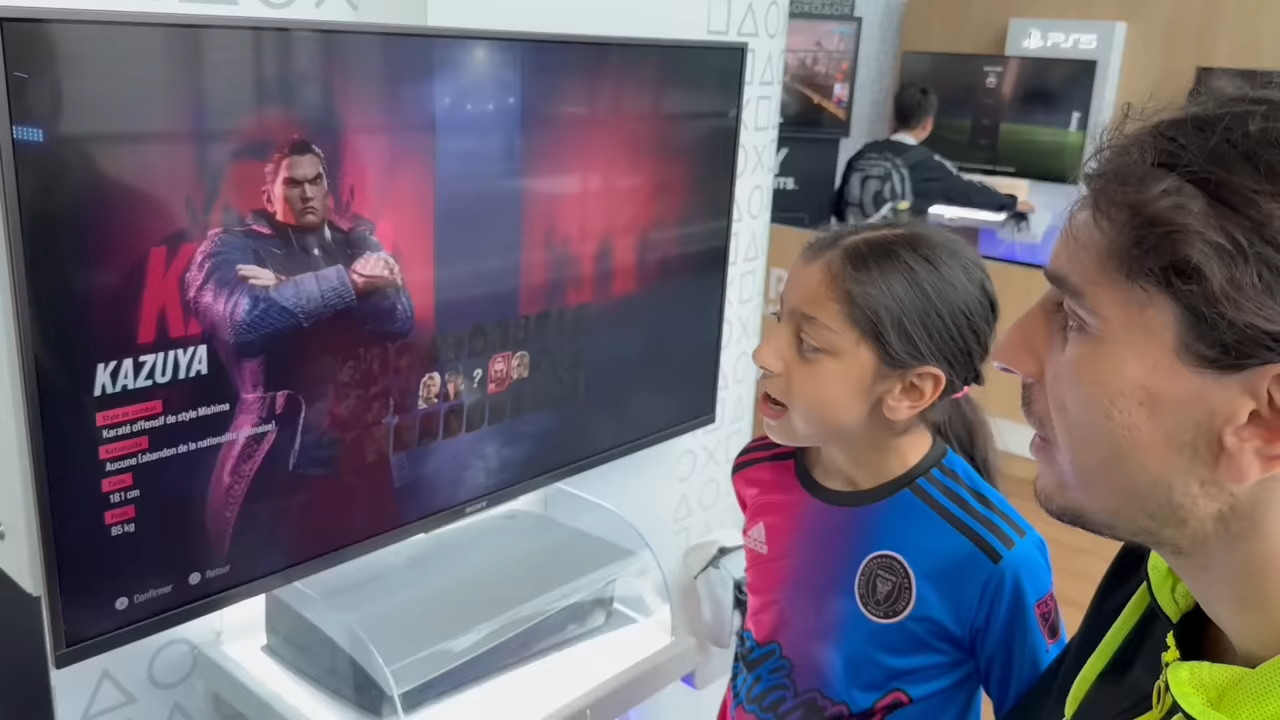 PS5
KAZUYA
Style de combat
Karaté offensif de style Mishima
Nationalité
Aucune (abandon de la nationalité japonaise)
Taille
181 cm
Poids
85 kg
Confirmer
Retour
SONY
adidas
MLS